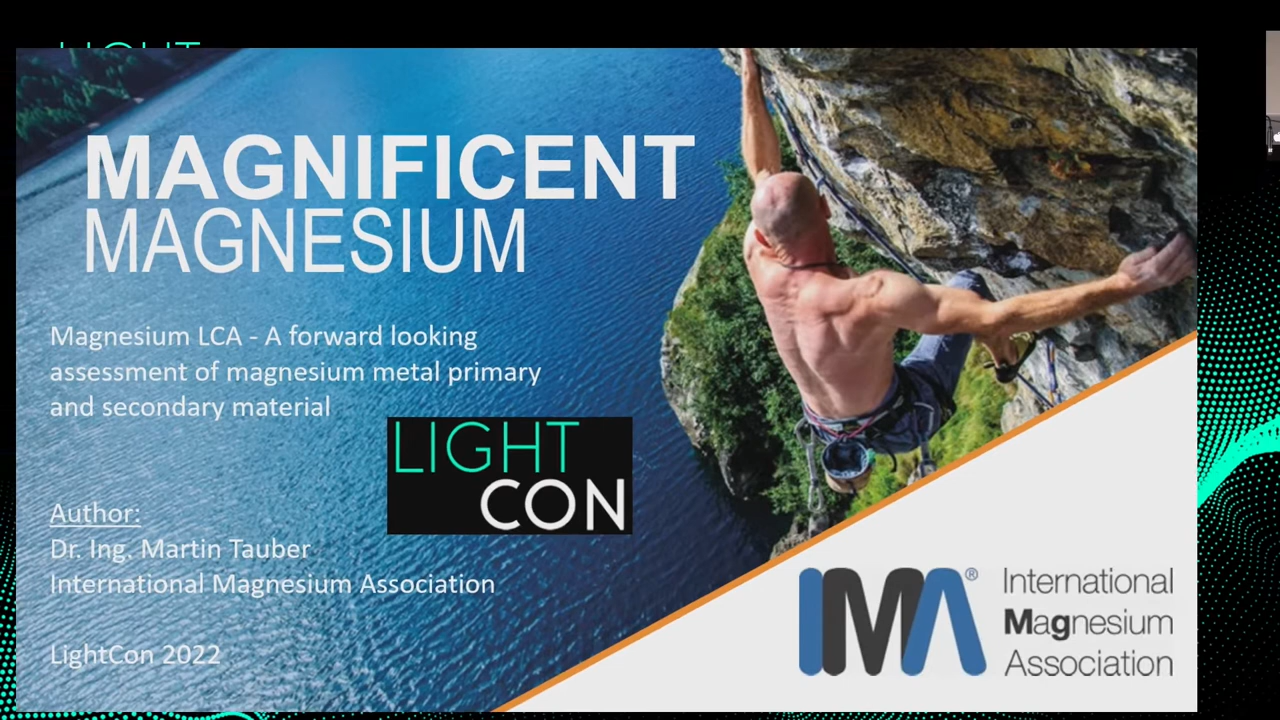 MAGNIFICENT
MAGNESIUM
Magnesium LCA - A forward looking
assessment of magnesium metal primary
and secondary material
LIGHT
CON
Author:
Dr. Ing. Martin Tauber
International Magnesium Association
LightCon 2022
IMA®
International
Magnesium
Association